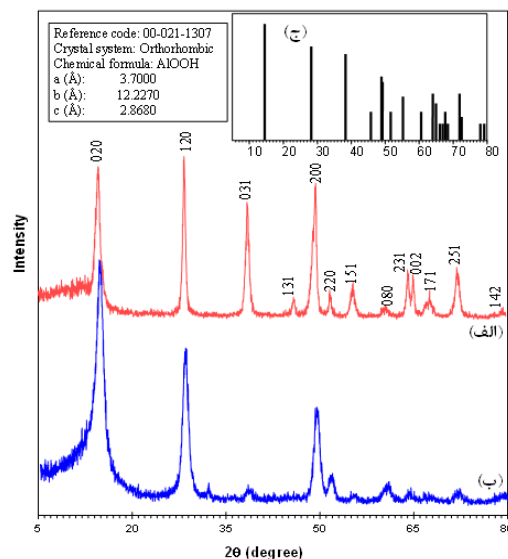 Reference code: 00-021-1307
Crystal system: Orthorhombic
Chemical formula: AlOOH
a (Å): 3.7000
b (Å): 12.2270
c (Å): 2.8680
(ج)
10 20 30 40 50 60 70 80
020
120
031
131
200
220
151
080
231
002
171
251
142
(الف)
(ب)
Intensity
5 20 35 50 65 80
2θ (degree)